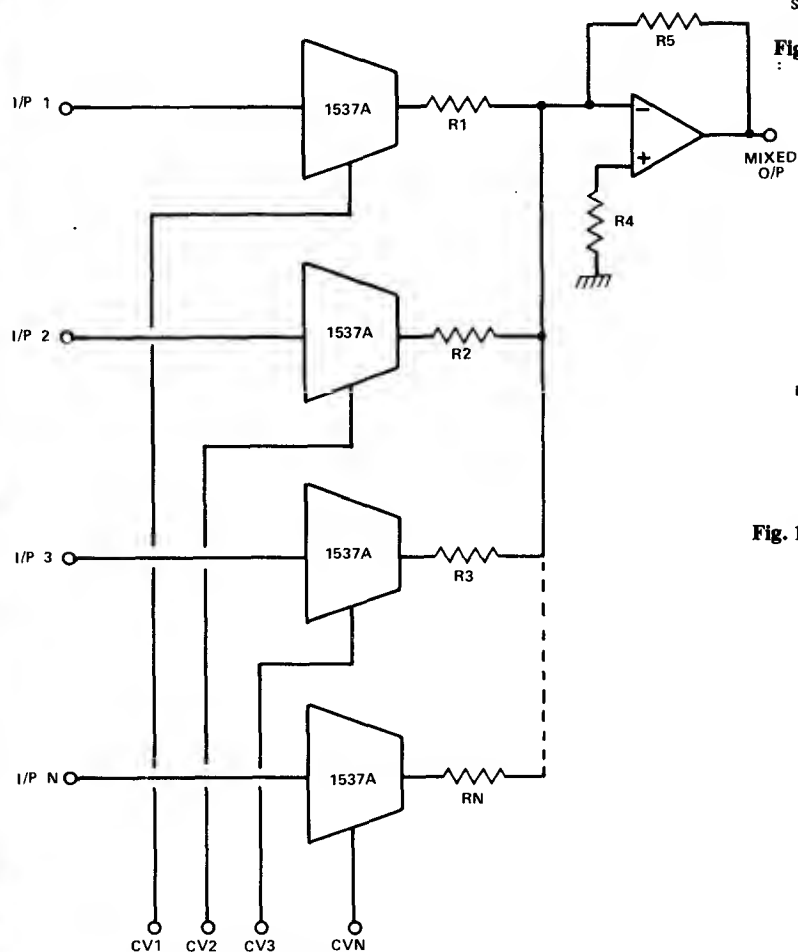 S
R5
Fig
:
I/P 1
1537A
R1
−
+
MIXED
O/P
R4
I/P 2
1537A
R2
I/P 3
1537A
R3
Fig. 1
I/P N
1537A
RN
CV1 CV2 CV3 CVN